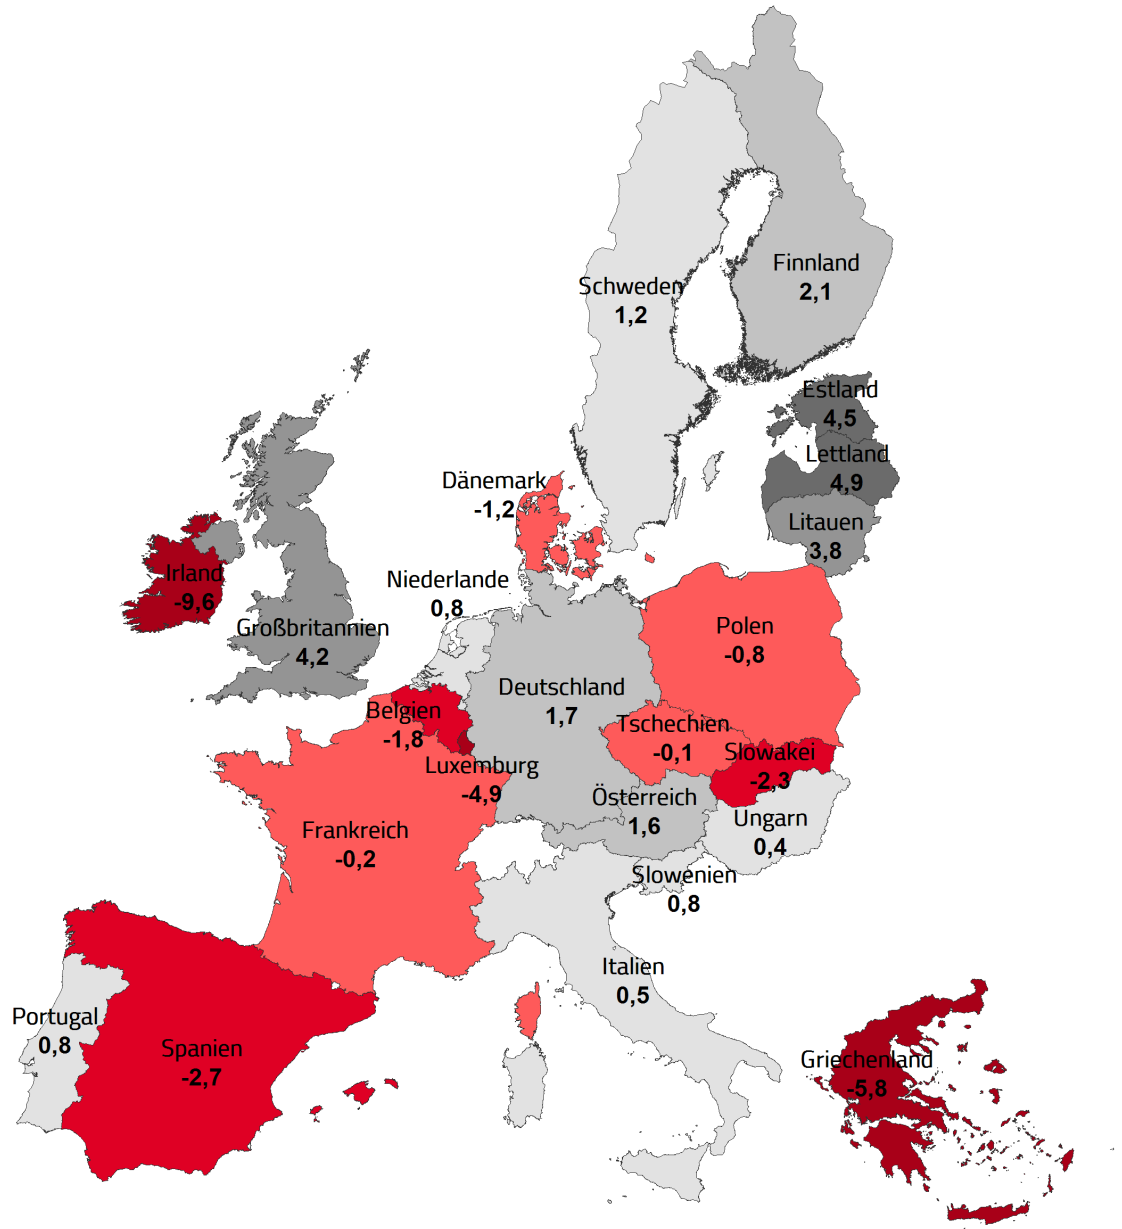 Finnland
2,1
Schweden
1,2
Estland
4,5
Lettland
4,9
Dänemark
-1,2
Litauen
3,8
Irland
-9,6
Niederlande
0,8
Großbritannien
4,2
Polen
-0,8
Deutschland
1,7
Belgien
-1,8
Tschechien
-0,1
Slowakei
-2,3
Luxemburg
-4,9
Österreich
1,6
Ungarn
0,4
Frankreich
-0,2
Slowenien
0,8
Italien
0,5
Portugal
0,8
Spanien
-2,7
Griechenland
-5,8